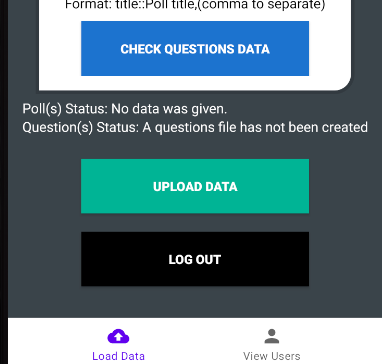 Format: title::Poll title,(comma to separate)
CHECK QUESTIONS DATA
Poll(s) Status: No data was given.
Question(s) Status: A questions file has not been created
UPLOAD DATA
LOG OUT
Load Data
View Users